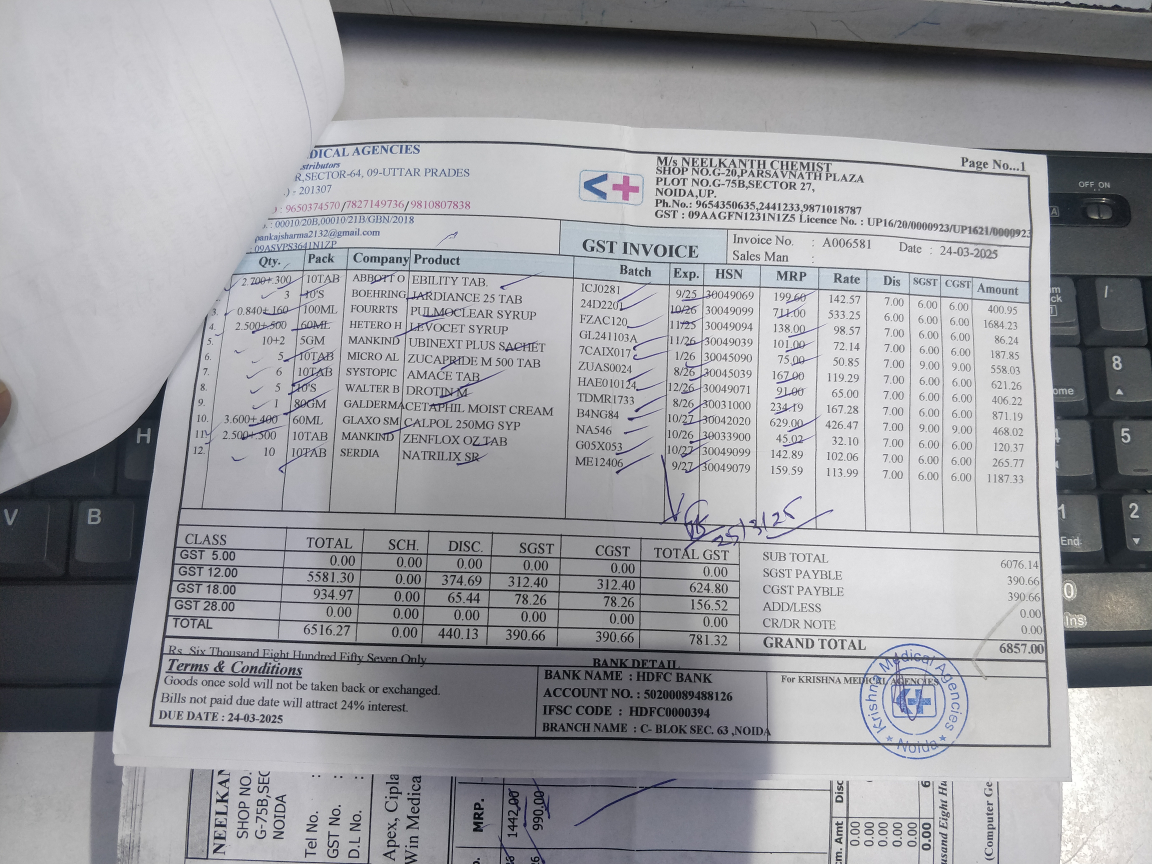 DICAL AGENCIES
stributors
R,SECTOR-64, 09-UTTAR PRADES
.) - 201307
: 9650374570/7827149736/9810807838
.: 00010/20B,00010/21B/GBN/2018
pankajsharma2132@gmail.com
: 09ASVPS3641N1ZP
M/s NEELKANTH CHEMIST
SHOP NO.G-20,PARSAVNATH PLAZA
PLOT NO.G-75B,SECTOR 27,
NOIDA,UP.
Ph.No.: 9654350635,2441233,9871018787
GST : 09AAGFN1231N1Z5 Licence No. : UP16/20/0000923/UP1621/0000923
Page No...1
GST INVOICE
Invoice No. : A006581 Date : 24-03-2025
Sales Man :
Qty. Pack Company Product Batch Exp. HSN MRP Rate Dis SGST CGST Amount
2.700+.300 10TAB ABBOTT O EBILITY TAB. ICJ0281 9/25 30049069 199.60 142.57 7.00 6.00 6.00 400.95
3 10'S BOEHRING JARDIANCE 25 TAB 24D2201 10/26 30049099 711.00 533.25 6.00 6.00 6.00 1684.23
3. 0.840+.160 100ML FOURRTS PULMOCLEAR SYRUP FZAC120 11/25 30049094 138.00 98.57 7.00 6.00 6.00 86.24
4. 2.500+.500 60ML HETERO H LEVOCET SYRUP GL241103A 11/26 30049039 101.00 72.14 7.00 6.00 6.00 187.85
5. 10+2 5GM MANKIND UBINEXT PLUS SACHET 7CAIX017 1/26 30045090 75.00 50.85 7.00 9.00 9.00 558.03
6. 5 10TAB MICRO AL ZUCAPRIDE M 500 TAB ZUAS0024 8/26 30045039 167.00 119.29 7.00 6.00 6.00 621.26
7. 6 10TAB SYSTOPIC AMACE TAB HAE010124 12/26 30049071 91.00 65.00 7.00 6.00 6.00 406.22
8. 5 10'S WALTER B DROTIN M TDMR1733 8/26 30031000 234.19 167.28 7.00 6.00 6.00 871.19
9. 1 80GM GALDERMA CETAPHIL MOIST CREAM B4NG84 10/27 30042020 629.00 426.47 7.00 9.00 9.00 468.02
10. 3.600+.400 60ML GLAXO SM CALPOL 250MG SYP NA546 10/26 30033900 45.02 32.10 7.00 6.00 6.00 120.37
11. 2.500+.500 10TAB MANKIND ZENFLOX OZ TAB G05X053 10/27 30049099 142.89 102.06 7.00 6.00 6.00 265.77
12. 10 10TAB SERDIA NATRILIX SR ME12406 9/27 30049079 159.59 113.99 7.00 6.00 6.00 1187.33
25/3/25
CLASS TOTAL SCH. DISC. SGST CGST TOTAL GST
GST 5.00 0.00 0.00 0.00 0.00 0.00 0.00
GST 12.00 5581.30 0.00 374.69 312.40 312.40 624.80
GST 18.00 934.97 0.00 65.44 78.26 78.26 156.52
GST 28.00 0.00 0.00 0.00 0.00 0.00 0.00
TOTAL 6516.27 0.00 440.13 390.66 390.66 781.32
SUB TOTAL 6076.14
SGST PAYBLE 390.66
CGST PAYBLE 390.66
ADD/LESS 0.00
CR/DR NOTE 0.00
GRAND TOTAL 6857.00
Rs. Six Thousand Eight Hundred Fifty Seven Only
Terms & Conditions
Goods once sold will not be taken back or exchanged.
Bills not paid due date will attract 24% interest.
DUE DATE : 24-03-2025
BANK DETAIL
BANK NAME : HDFC BANK
ACCOUNT NO. : 50200089488126
IFSC CODE : HDFC0000394
BRANCH NAME : C- BLOK SEC. 63 ,NOIDA
For KRISHNA MEDICAL AGENCIES
Krishna Medical Agencies
Noida
NEELKAN
SHOP NO.
G-75B,SEC
NOIDA
Tel No. :
GST No. :
D.L No. :
Apex, Cipla
Win Medica
MRP.
1442.00
990.00
Disc
m. Amt
0.00
0.00
0.00
0.00
0.00
0.00
(Computer Ge
OFF ON
A
H
V
B
8
5
1
End
2
0
Ins
/